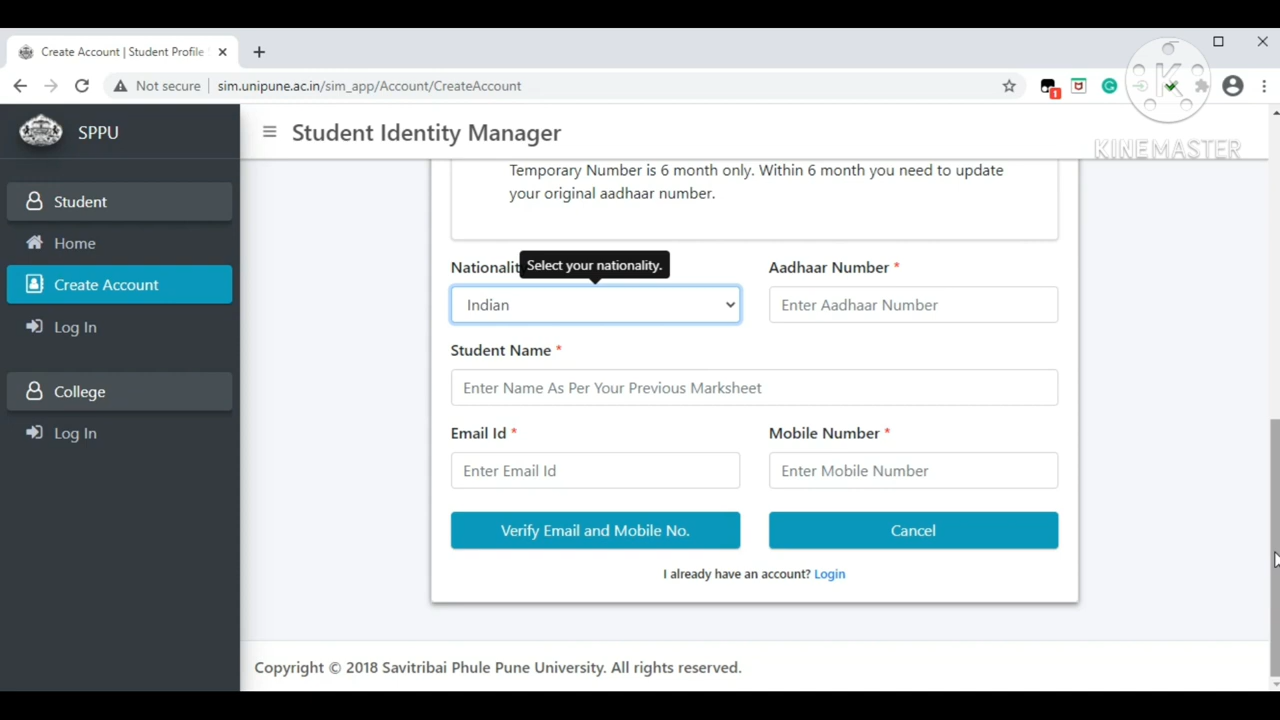 Create Account | Student Profile
Not secure
sim.unipune.ac.in/sim_app/Account/CreateAccount
1
KINEMASTER
SPPU
Student Identity Manager
Student
Home
Create Account
Log In
College
Log In
Temporary Number is 6 month only. Within 6 month you need to update
your original aadhaar number.
Select your nationality.
Aadhaar Number *
Indian
Enter Aadhaar Number
Student Name *
Enter Name As Per Your Previous Marksheet
Email Id *
Mobile Number *
Enter Email Id
Enter Mobile Number
Verify Email and Mobile No.
Cancel
I already have an account? Login
Copyright © 2018 Savitribai Phule Pune University. All rights reserved.